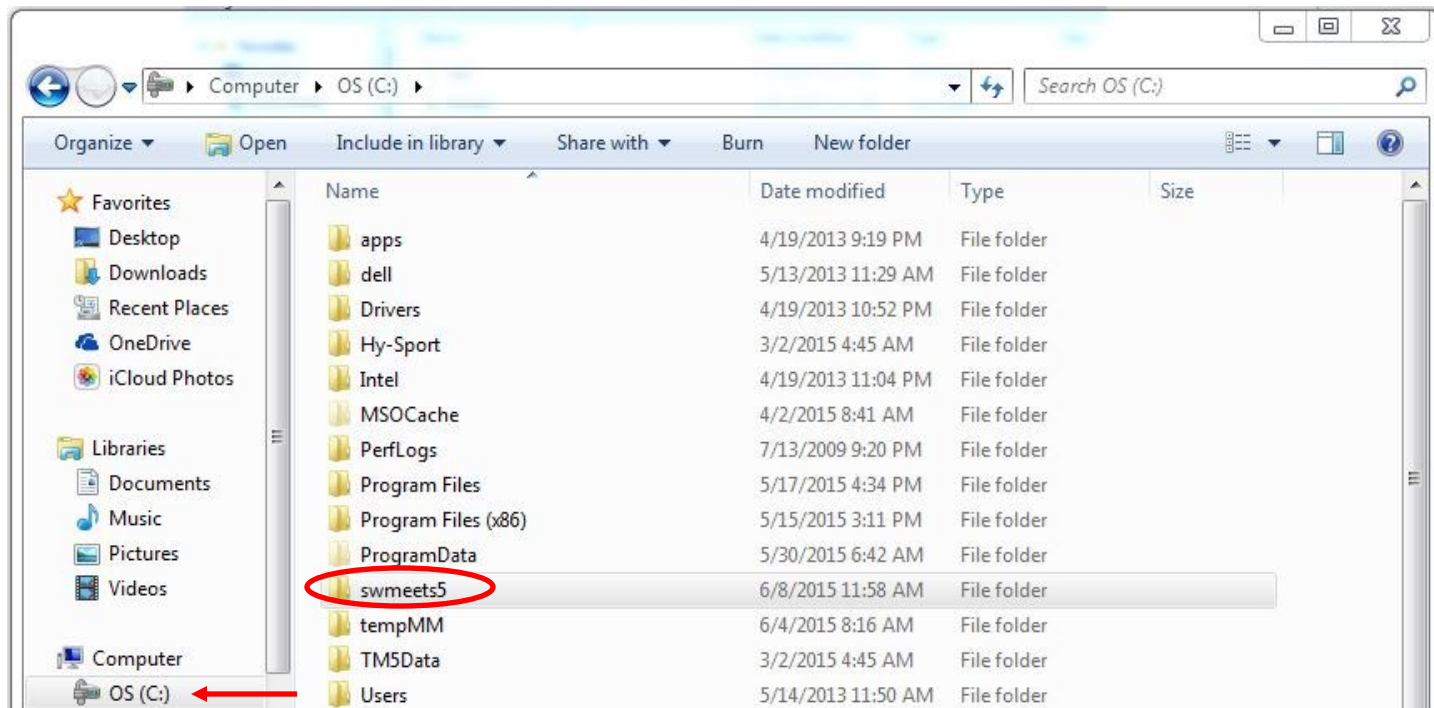 Computer ▸ OS (C:) ▸ Search OS (C:)
Organize Open Include in library Share with Burn New folder
Favorites
Desktop
Downloads
Recent Places
OneDrive
iCloud Photos
Libraries
Documents
Music
Pictures
Videos
Computer
OS (C:)
Name Date modified Type Size
apps 4/19/2013 9:19 PM File folder
dell 5/13/2013 11:29 AM File folder
Drivers 4/19/2013 10:52 PM File folder
Hy-Sport 3/2/2015 4:45 AM File folder
Intel 4/19/2013 11:04 PM File folder
MSOCache 4/2/2015 8:41 AM File folder
PerfLogs 7/13/2009 9:20 PM File folder
Program Files 5/17/2015 4:34 PM File folder
Program Files (x86) 5/15/2015 3:11 PM File folder
ProgramData 5/30/2015 6:42 AM File folder
swmeets5 6/8/2015 11:58 AM File folder
tempMM 6/4/2015 8:16 AM File folder
TM5Data 3/2/2015 4:45 AM File folder
Users 5/14/2013 11:50 AM File folder